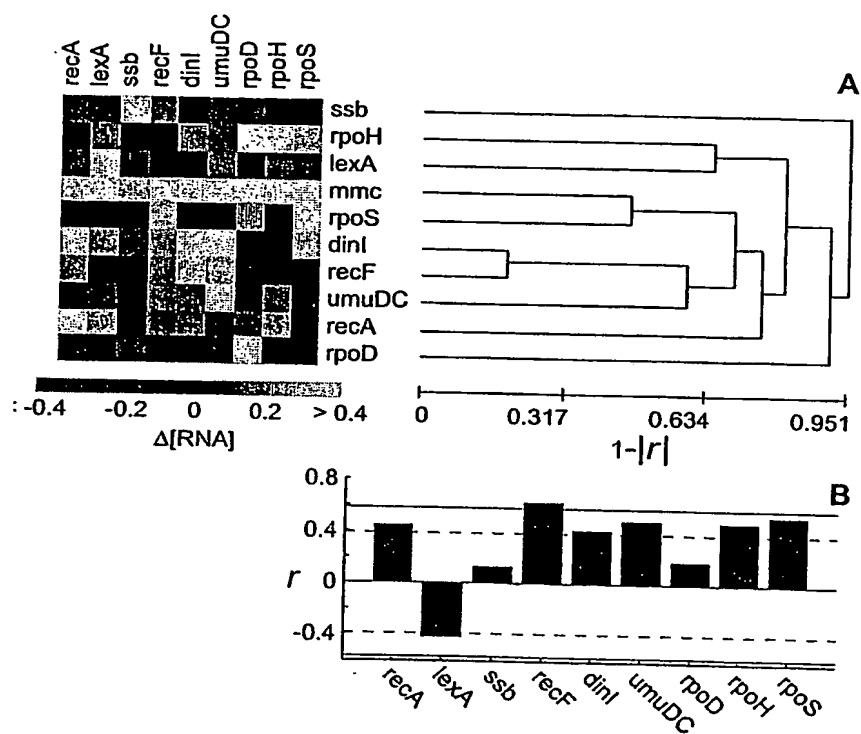 recA lexA ssb recF dinI umuDC rpoD rpoH rpoS
A
ssb
rpoH
lexA
mmc
rpoS
dinI
recF
umuDC
recA
rpoD
: -0.4 -0.2 0 0.2 > 0.4
Δ[RNA]
0 0.317 0.634 0.951
1-|r|
B
0.8
0.4
0
-0.4
r
recA lexA ssb recF dinI umuDC rpoD rpoH rpoS